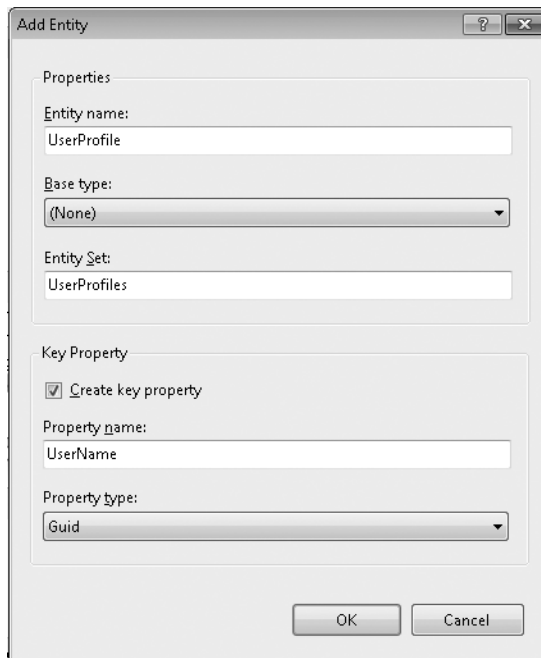 Add Entity
Properties
Entity name:
UserProfile
Base type:
(None)
Entity Set:
UserProfiles
Key Property
Create key property
Property name:
UserName
Property type:
Guid
OK Cancel